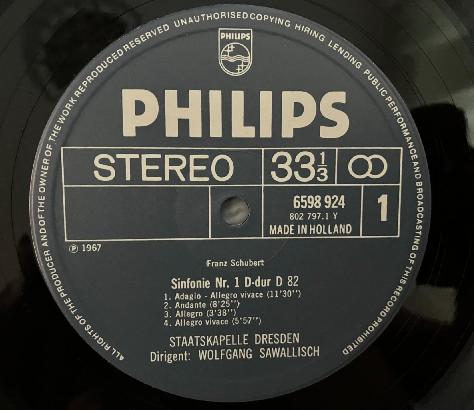 ALL RIGHTS OF THE PRODUCER AND OF THE OWNER OF THE WORK REPRODUCED RESERVED UNAUTHORISED COPYING HIRING LENDING PUBLIC PERFORMANCE AND BROADCASTING OF THIS RECORD PROHIBITED
PHILIPS
PHILIPS
STEREO 33 1/3
6598 924
802 797.1 Y
MADE IN HOLLAND
1
Ⓟ 1967
Franz Schubert
Sinfonie Nr. 1 D-dur D 82
1. Adagio - Allegro vivace (11'30'')
2. Andante (8'25'')
3. Allegro (3'38'')
4. Allegro vivace (5'57'')
STAATSKAPELLE DRESDEN
Dirigent: WOLFGANG SAWALLISCH